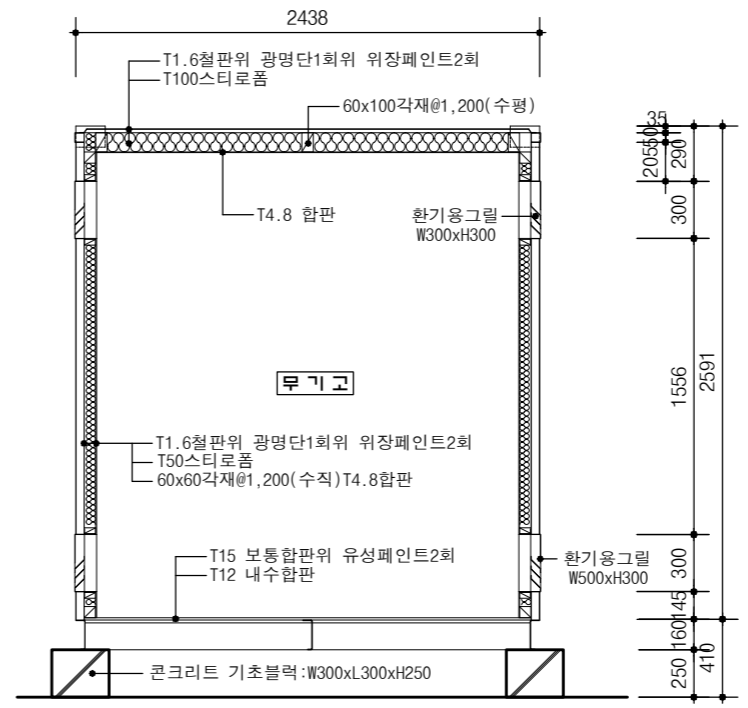 2438
T1.6철판위 광명단1회위 위장페인트2회
T100스티로폼
60x100각재@1,200(수평)
35
50
205
290
T4.8 합판
환기용그릴
W300xH300
300
무기고
1556
2591
T1.6철판위 광명단1회위 위장페인트2회
T50스티로폼
60x60각재@1,200(수직)T4.8합판
T15 보통합판위 유성페인트2회
T12 내수합판
환기용그릴
W500xH300
300
145
160
250
410
콘크리트 기초블럭:W300xL300xH250